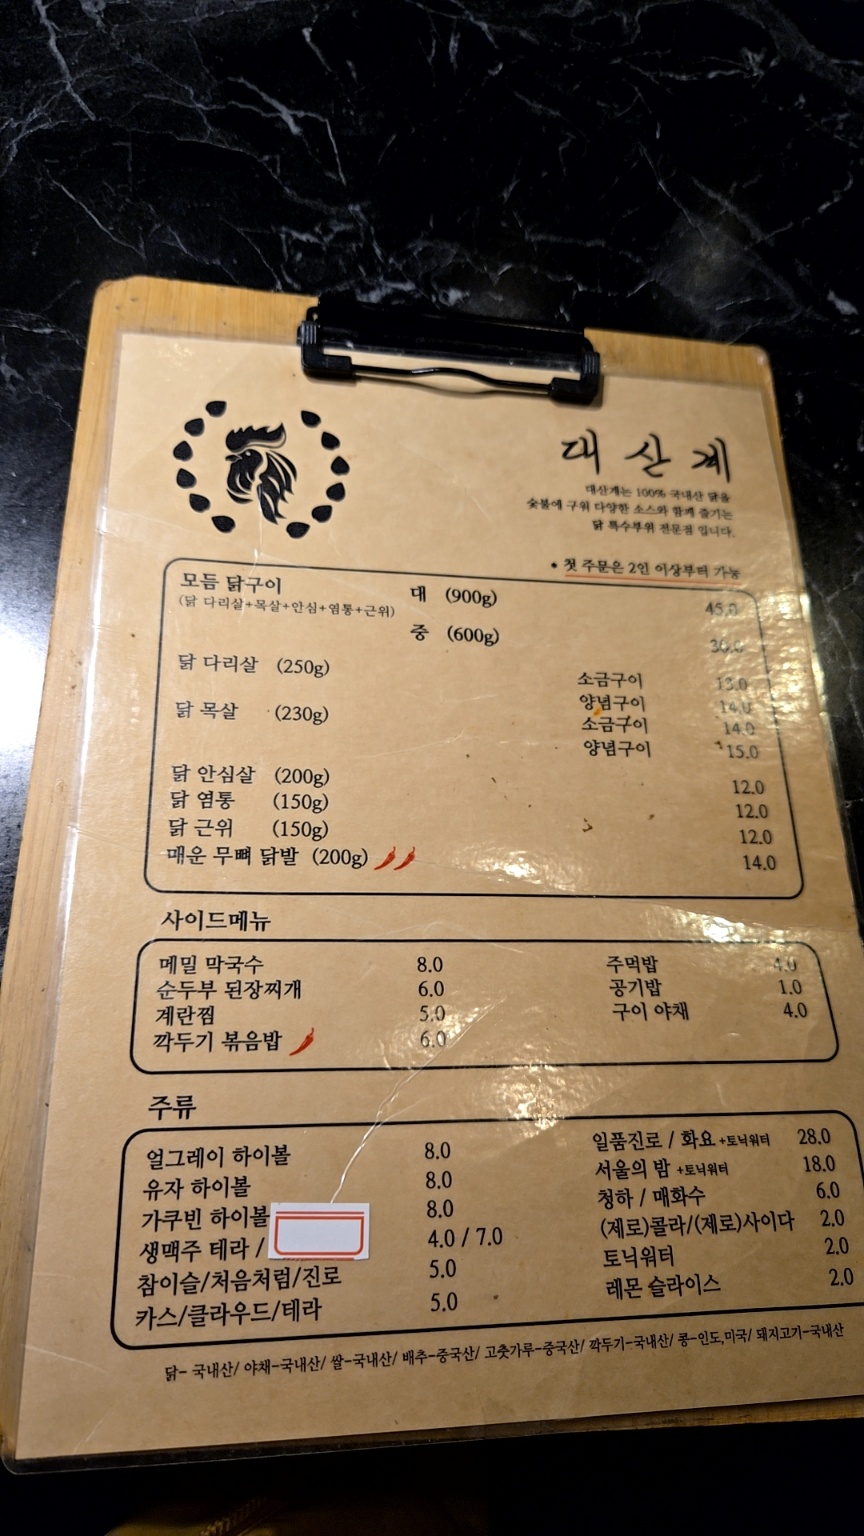 대산계
대산계는 100% 국내산 닭을
숯불에 구워 다양한 소스와 함께 즐기는
닭 특수부위 전문점 입니다.
• 첫 주문은 2인 이상부터 가능
모듬 닭구이 대 (900g) 45.0
(닭 다리살+목살+안심+염통+근위)
중 (600g) 30.0
닭 다리살 (250g) 소금구이 13.0
양념구이 14.0
닭 목살 (230g) 소금구이 14.0
양념구이 15.0
닭 안심살 (200g) 12.0
닭 염통 (150g) 12.0
닭 근위 (150g) 12.0
매운 무뼈 닭발 (200g) 14.0
사이드메뉴
메밀 막국수 8.0 주먹밥 4.0
순두부 된장찌개 6.0 공기밥 1.0
계란찜 5.0 구이 야채 4.0
깍두기 볶음밥 6.0
주류
얼그레이 하이볼 8.0 일품진로 / 화요 +토닉워터 28.0
유자 하이볼 8.0 서울의 밤 +토닉워터 18.0
가쿠빈 하이볼 8.0 청하 / 매화수 6.0
생맥주 테라 / 4.0 / 7.0 (제로)콜라/(제로)사이다 2.0
참이슬/처음처럼/진로 5.0 토닉워터 2.0
카스/클라우드/테라 5.0 레몬 슬라이스 2.0
닭- 국내산/ 야채-국내산/ 쌀-국내산/ 배추-중국산/ 고춧가루-중국산/ 깍두기-국내산/ 콩-인도,미국/ 돼지고기-국내산